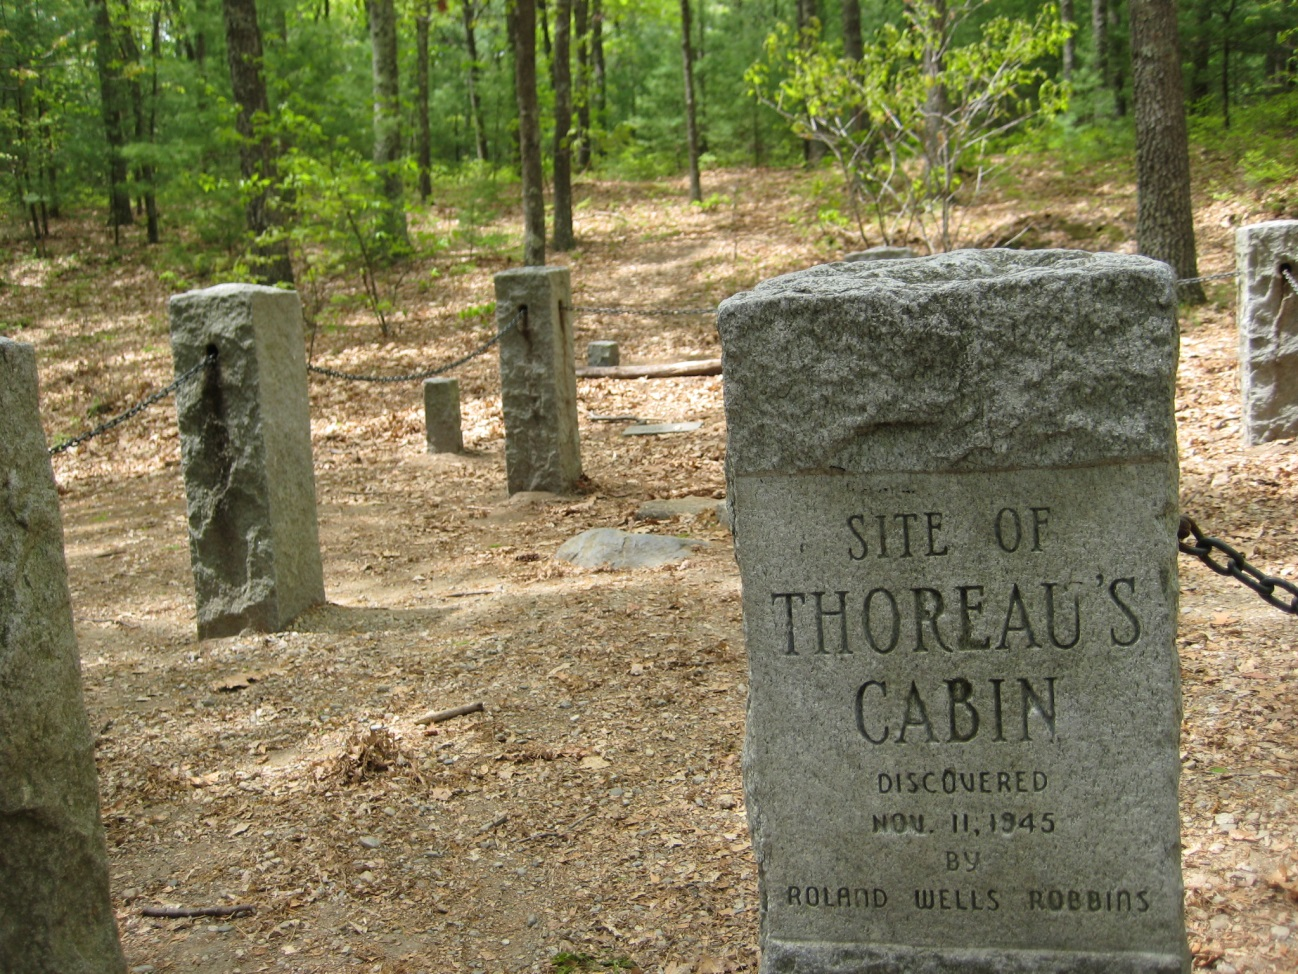 SITE OF
THOREAU'S
CABIN
DISCOVERED
NOV. 11, 1945
BY
ROLAND WELLS ROBBINS